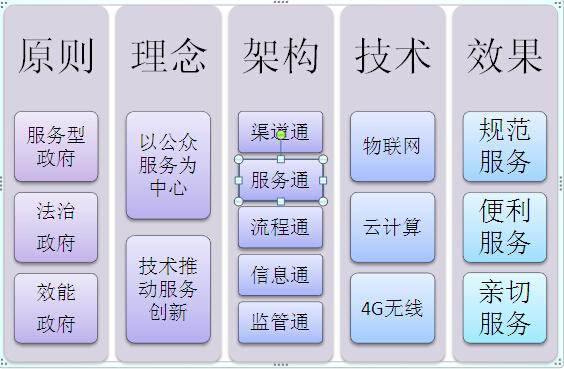 原则
服务型
政府
法治
政府
效能
政府
理念
以公众
服务为
中心
技术推
动服务
创新
架构
渠道通
服务通
流程通
信息通
监管通
技术
物联网
云计算
4G无线
效果
规范
服务
便利
服务
亲切
服务